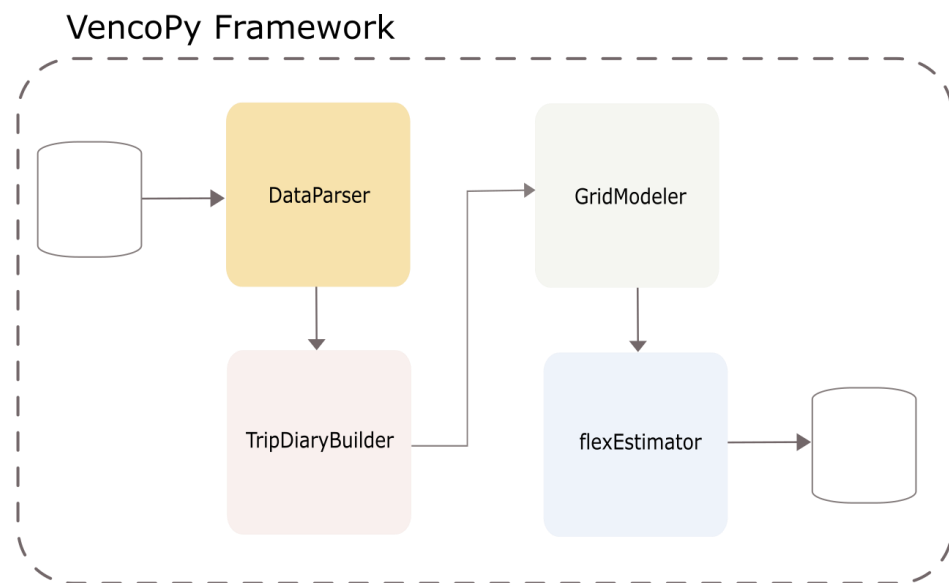 VencoPy Framework
DataParser
GridModeler
TripDiaryBuilder
flexEstimator